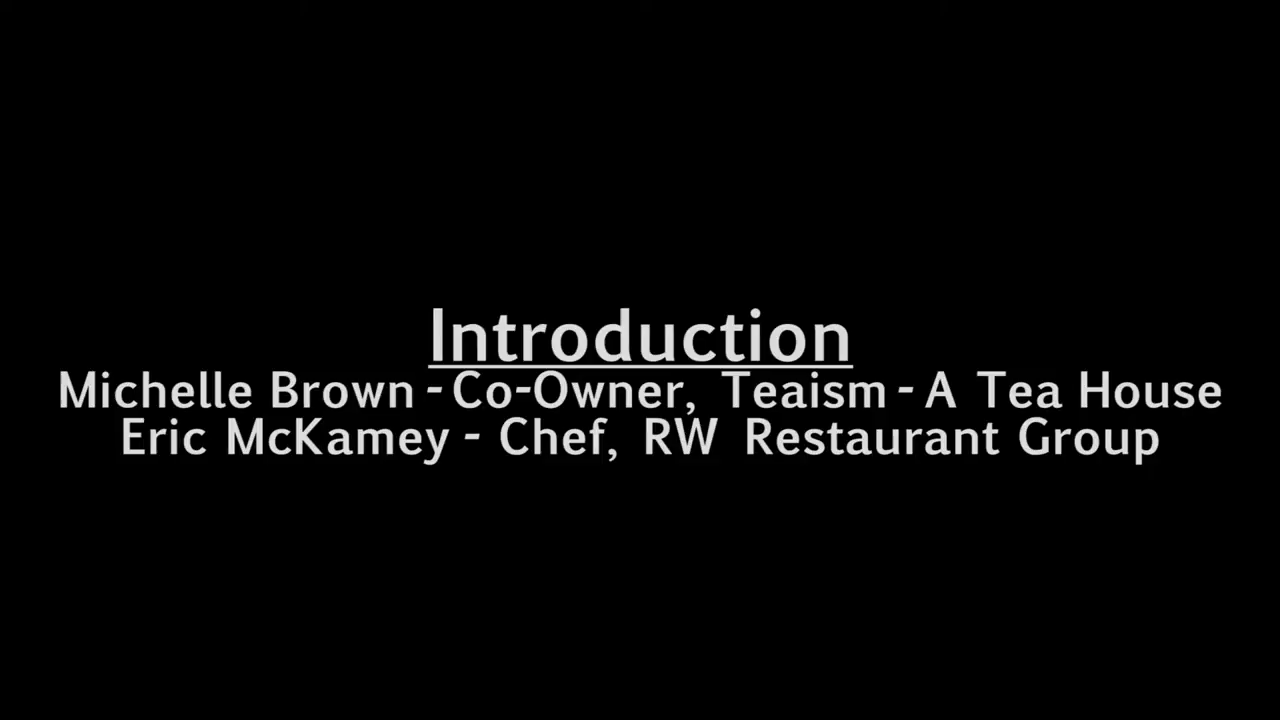 Introduction
Michelle Brown - Co-Owner, Teaism - A Tea House
Eric McKamey - Chef, RW Restaurant Group